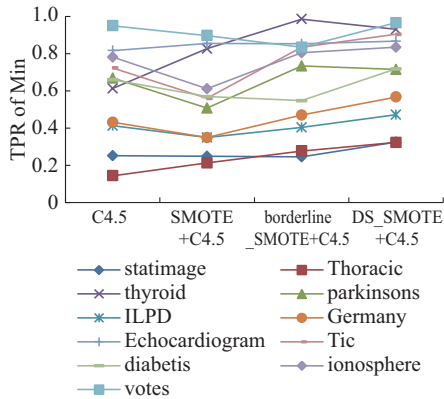 TPR of Min
1.0
0.8
0.6
0.4
0.2
0
C4.5
SMOTE
+C4.5
borderline
_SMOTE+C4.5
DS_SMOTE
+C4.5
statimage
Thoracic
thyroid
parkinsons
ILPD
Germany
Echocardiogram
Tic
diabetis
ionosphere
votes